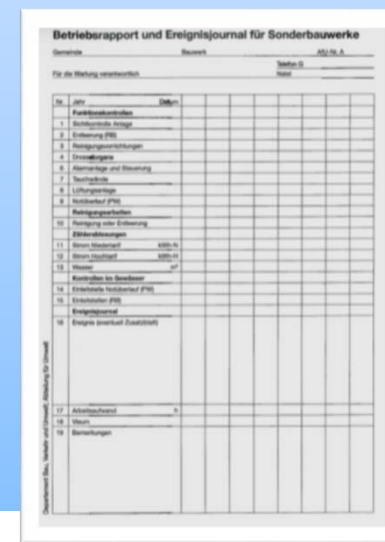 Betriebsrapport und Ereignisjournal für Sonderbauwerke
Gemeinde Bauwerk AfU-Nr. A
Telefon G
Für die Wartung verantwortlich Natel
Nr. Jahr Datum
Funktionskontrollen
1 Sichtkontrolle Anlage
2 Entleerung (RB)
3 Reinigungsvorrichtungen
4 Drosselorgane
6 Alarmanlage und Steuerung
7 Tauchwände
8 Lüftungsanlage
9 Notüberlauf (PW)
Reinigungsarbeiten
10 Reinigung oder Entleerung
Zählerablesungen
11 Strom Niedertarif kWh-N
12 Strom Hochtarif kWh-H
13 Wasser m³
Kontrollen im Gewässer
14 Einleitstelle Notüberlauf (PW)
15 Einleitstellen (RB)
Ereignisjournal
16 Ereignis (eventuell Zusatzblatt)
17 Arbeitsaufwand h
18 Visum
19 Bemerkungen
Departement Bau, Verkehr und Umwelt, Abteilung für Umwelt